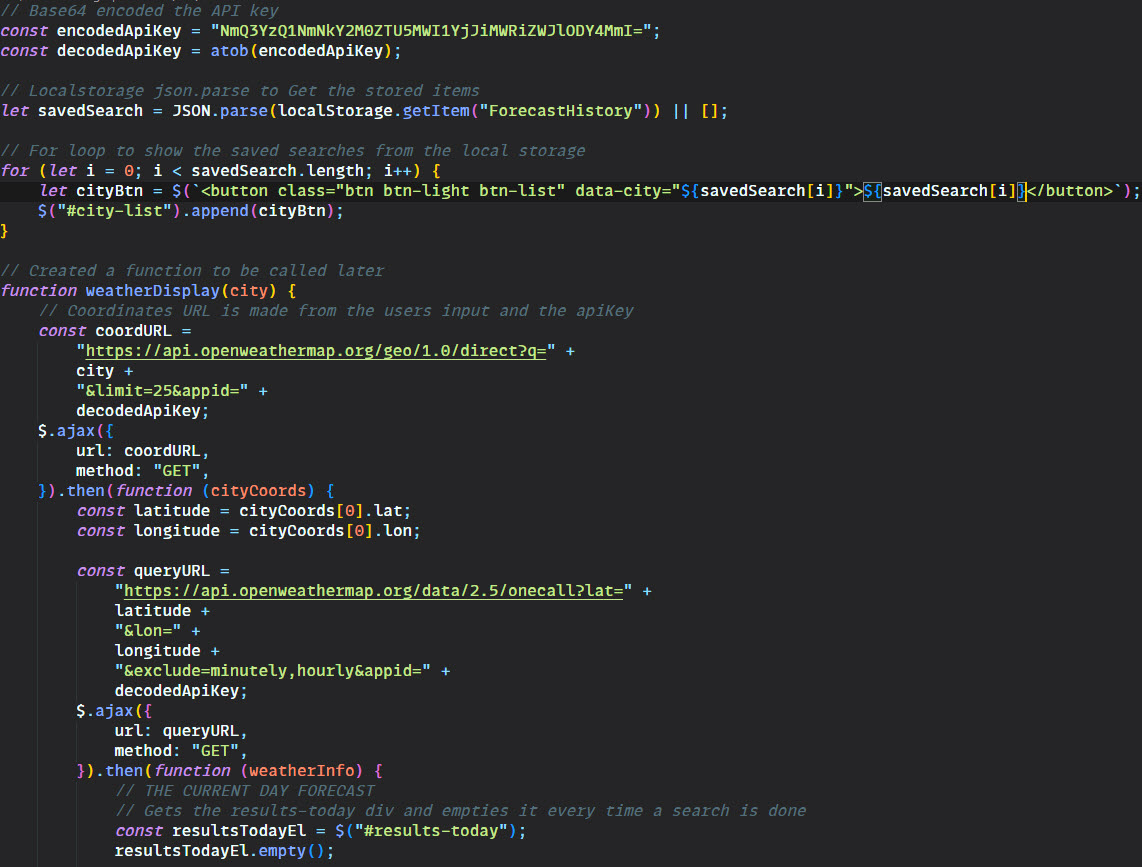 // Base64 encoded the API key
const encodedApiKey = "NmQ3YzQ1NmNkY2M0ZTU5MWI1YjJiMWRiZWJlODY4MmI=";
const decodedApiKey = atob(encodedApiKey);

// Localstorage json.parse to Get the stored items
let savedSearch = JSON.parse(localStorage.getItem("ForecastHistory")) || [];

// For loop to show the saved searches from the local storage
for (let i = 0; i < savedSearch.length; i++) {
    let cityBtn = $(`<button class="btn btn-light btn-list" data-city="${savedSearch[i]}">${savedSearch[i]}</button>`);
    $("#city-list").append(cityBtn);
}

// Created a function to be called later
function weatherDisplay(city) {
    // Coordinates URL is made from the users input and the apiKey
    const coordURL =
        "https://api.openweathermap.org/geo/1.0/direct?q=" +
        city +
        "&limit=25&appid=" +
        decodedApiKey;
    $.ajax({
        url: coordURL,
        method: "GET",
    }).then(function (cityCoords) {
        const latitude = cityCoords[0].lat;
        const longitude = cityCoords[0].lon;

        const queryURL =
            "https://api.openweathermap.org/data/2.5/onecall?lat=" +
            latitude +
            "&lon=" +
            longitude +
            "&exclude=minutely,hourly&appid=" +
            decodedApiKey;
        $.ajax({
            url: queryURL,
            method: "GET",
        }).then(function (weatherInfo) {
            // THE CURRENT DAY FORECAST
            // Gets the results-today div and empties it every time a search is done
            const resultsTodayEl = $("#results-today");
            resultsTodayEl.empty();